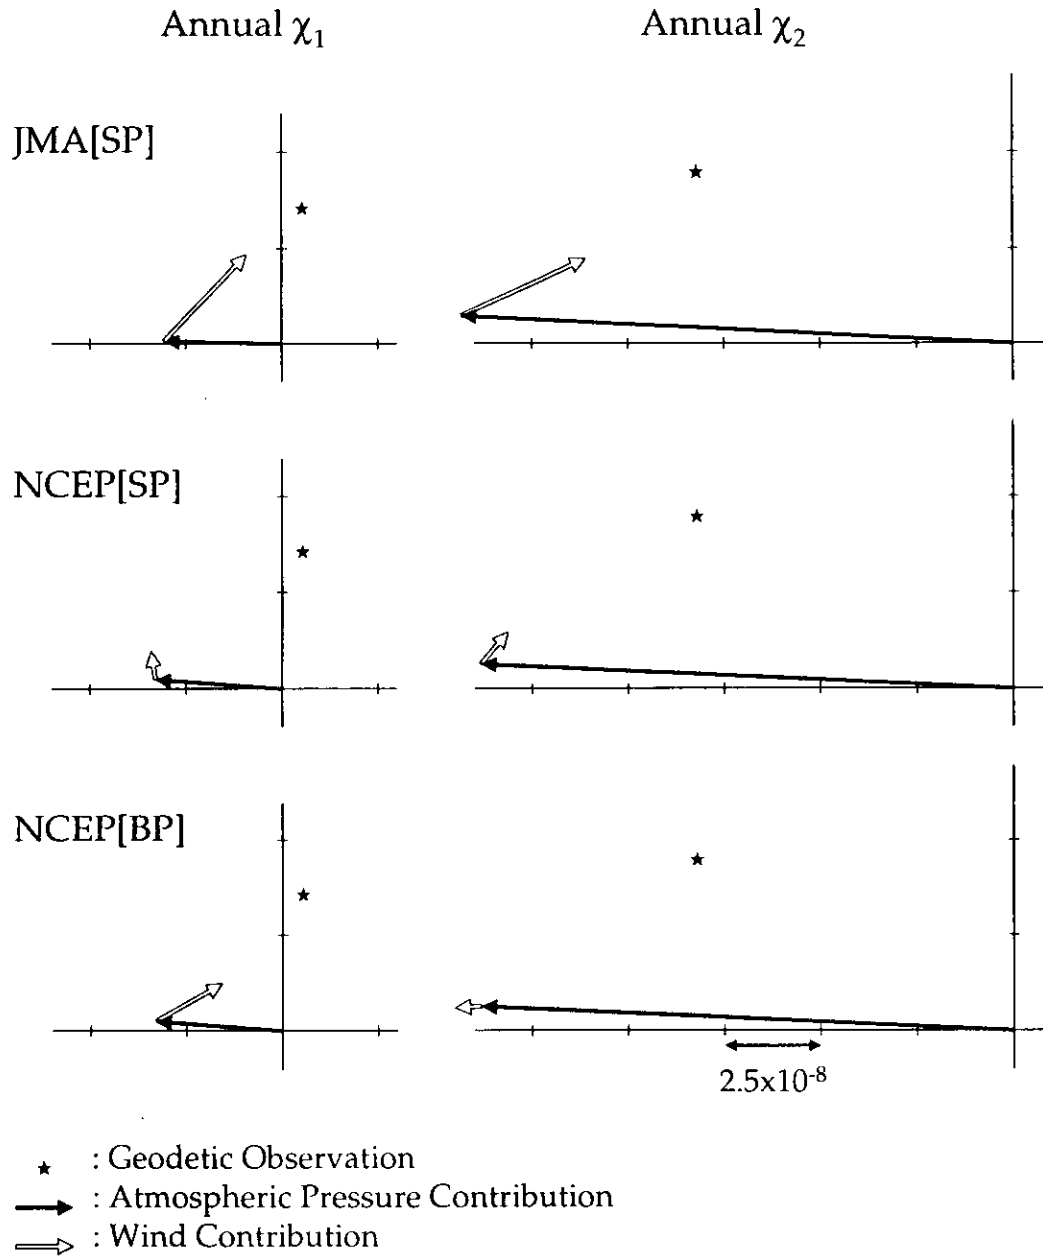 Annual χ₁ Annual χ₂
JMA[SP]
NCEP[SP]
NCEP[BP]
2.5x10⁻⁸
★ : Geodetic Observation
: Atmospheric Pressure Contribution
: Wind Contribution